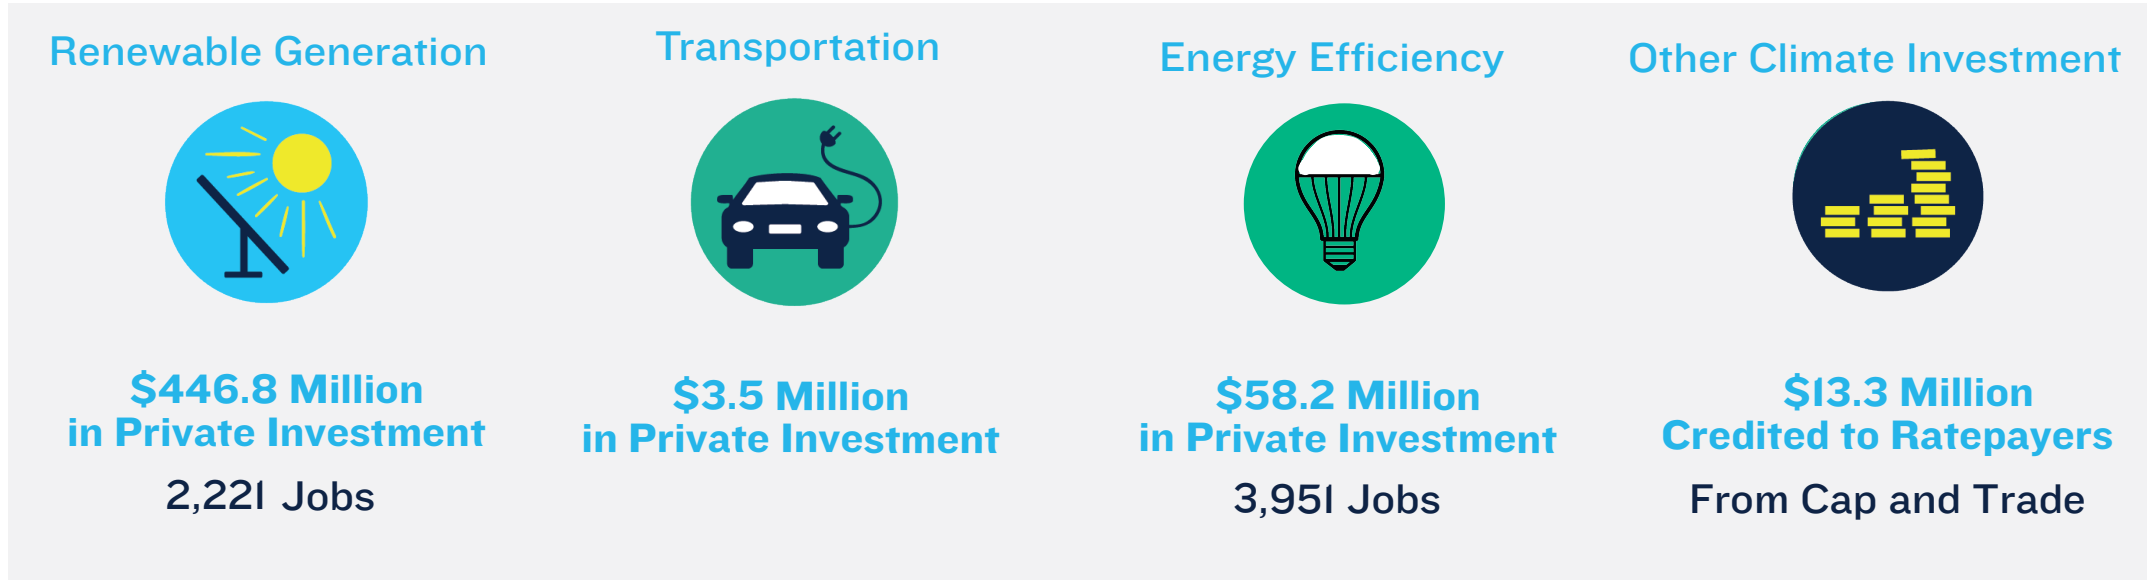 Renewable Generation
$446.8 Million
in Private Investment
2,221 Jobs
Transportation
$3.5 Million
in Private Investment
Energy Efficiency
$58.2 Million
in Private Investment
3,951 Jobs
Other Climate Investment
$13.3 Million
Credited to Ratepayers
From Cap and Trade